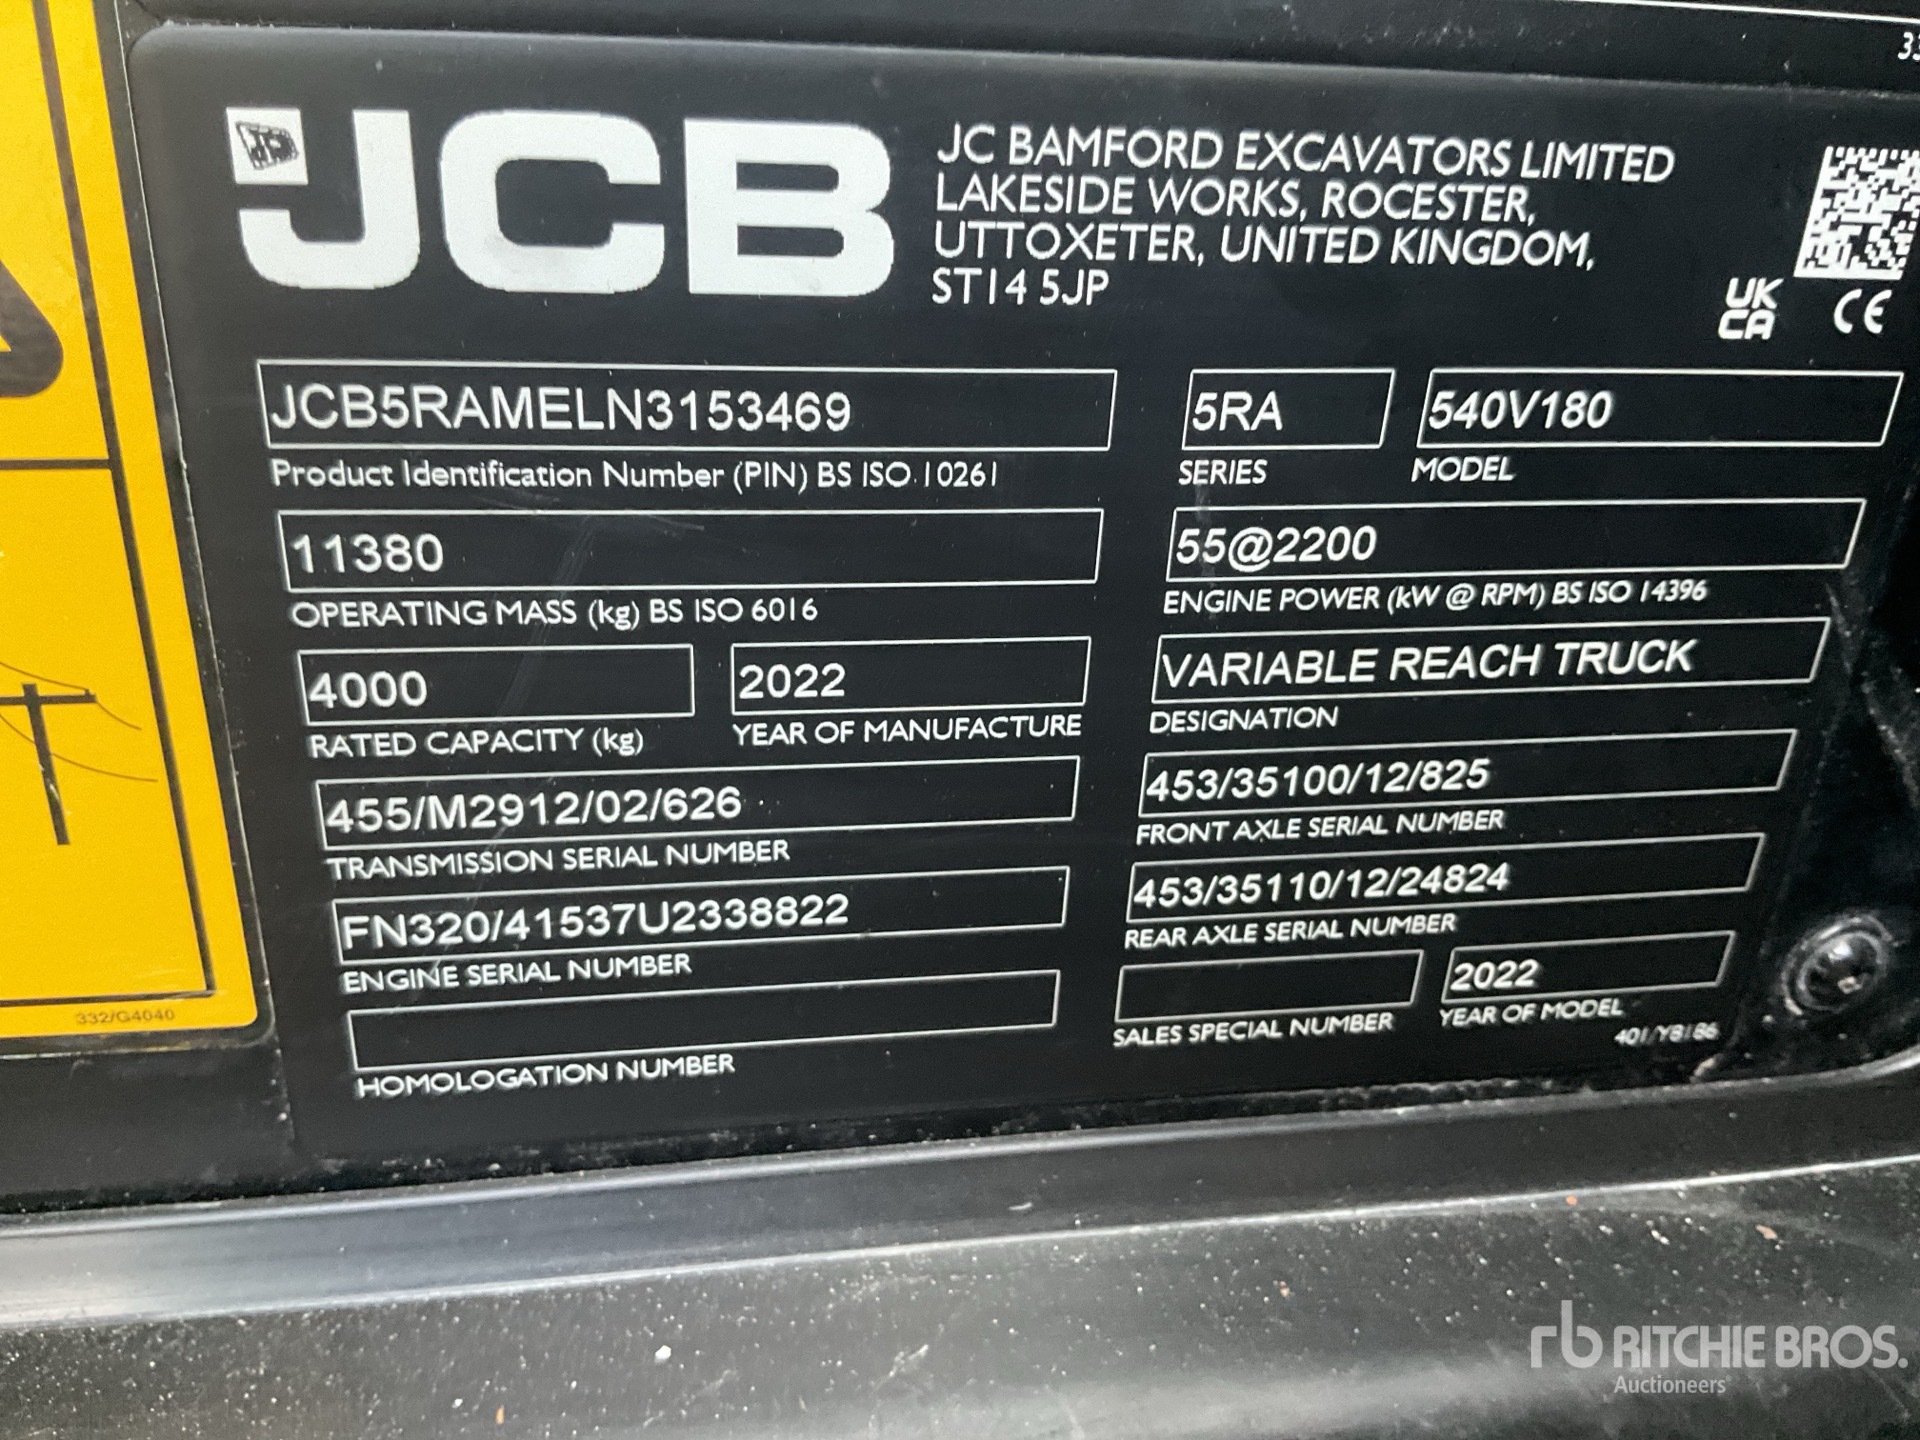 JCB
JC BAMFORD EXCAVATORS LIMITED
LAKESIDE WORKS, ROCESTER,
UTTOXETER, UNITED KINGDOM,
ST14 5JP
UK
CA
CE
JCB5RAMELN3153469
Product Identification Number (PIN) BS ISO 10261
5RA
SERIES
540V180
MODEL
11380
OPERATING MASS (kg) BS ISO 6016
55@2200
ENGINE POWER (kW @ RPM) BS ISO 14396
4000
RATED CAPACITY (kg)
2022
YEAR OF MANUFACTURE
VARIABLE REACH TRUCK
DESIGNATION
455/M2912/02/626
TRANSMISSION SERIAL NUMBER
453/35100/12/825
FRONT AXLE SERIAL NUMBER
FN320/41537U2338822
ENGINE SERIAL NUMBER
453/35110/12/24824
REAR AXLE SERIAL NUMBER
HOMOLOGATION NUMBER
SALES SPECIAL NUMBER
2022
YEAR OF MODEL
401/Y8186
332/G4040
rb RITCHIE BROS.
Auctioneers